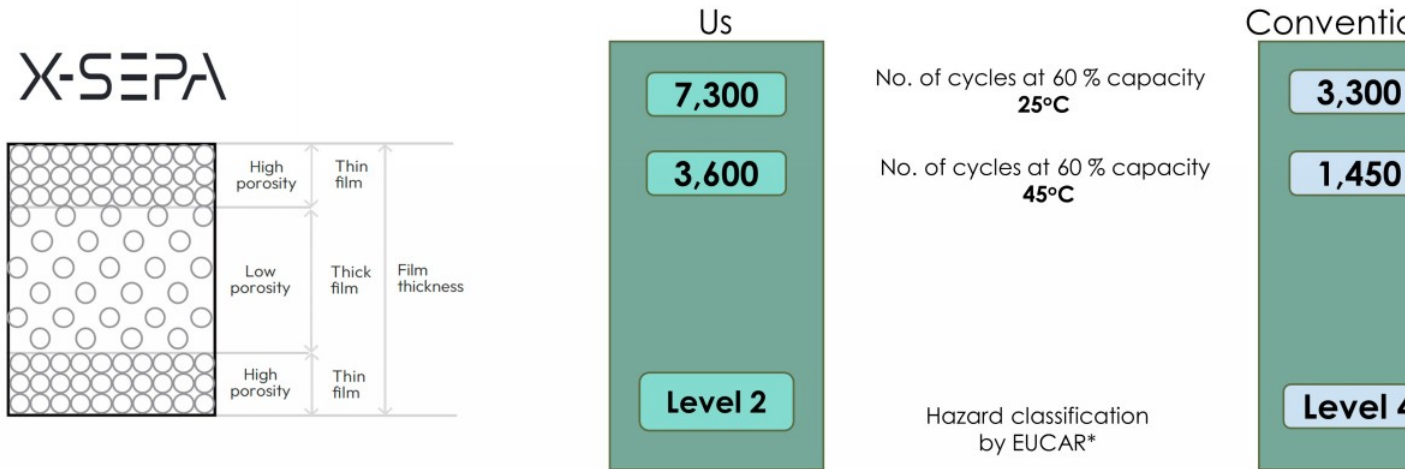 X-SEPA
High
porosity
Thin
film
Low
porosity
Thick
film
Film
thickness
High
porosity
Thin
film
Us
7,300
3,600
Level 2
No. of cycles at 60 % capacity
25°C
No. of cycles at 60 % capacity
45°C
Hazard classification
by EUCAR*
3,300
1,450
Level 4